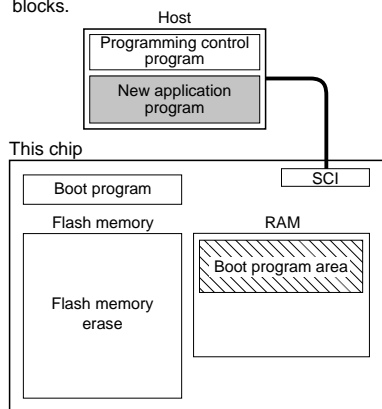 blocks.
Host
Programming control
program
New application
program
This chip
SCI
Boot program
Flash memory
RAM
Boot program area
Flash memory
erase